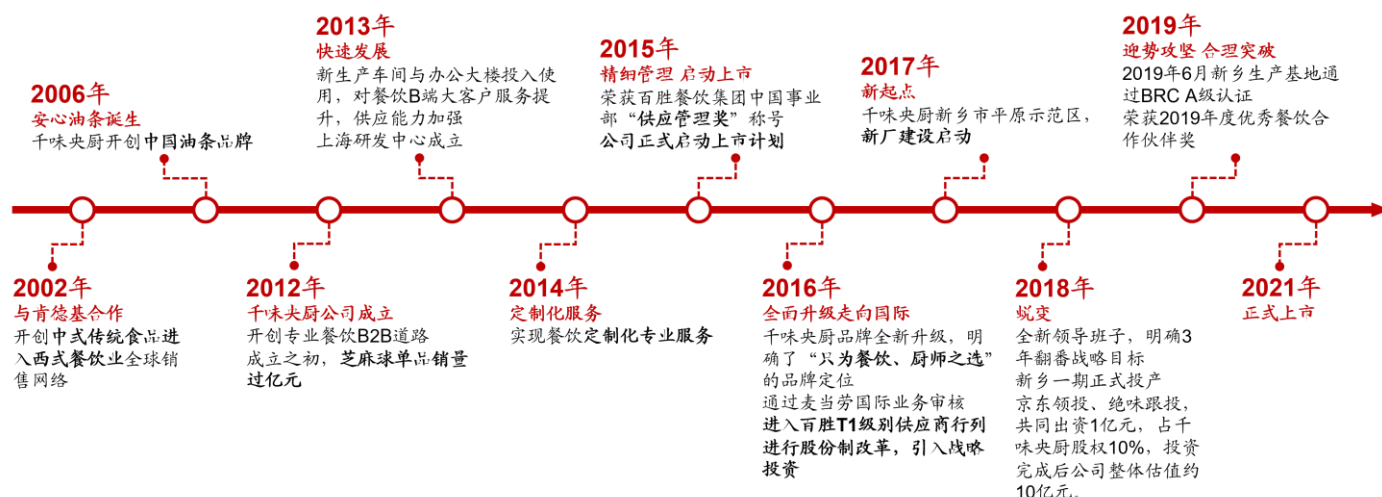 2006年
安心油条诞生
千味央厨开创中国油条品牌
2013年
快速发展
新生产车间与办公大楼投入使
用，对餐饮B端大客户服务提
升，供应能力加强
上海研发中心成立
2015年
精细管理 启动上市
荣获百胜餐饮集团中国事业
部“供应管理奖”称号
公司正式启动上市计划
2017年
新起点
千味央厨新乡市平原示范区，
新厂建设启动
2019年
迎势攻坚 合理突破
2019年6月新乡生产基地通
过BRC A级认证
荣获2019年度优秀餐饮合
作伙伴奖
2002年
与肯德基合作
开创中式传统食品进
入西式餐饮业全球销
售网络
2012年
千味央厨公司成立
开创专业餐饮B2B道路
成立之初，芝麻球单品销量
过亿元
2014年
定制化服务
实现餐饮定制化专业服务
2016年
全面升级走向国际
千味央厨品牌全新升级，明
确了“只为餐饮、厨师之选”
的品牌定位
通过麦当劳国际业务审核
进入百胜T1级别供应商行列
进行股份制改革，引入战略
投资
2018年
蜕变
全新领导班子，明确3
年翻番战略目标
新乡一期正式投产
京东领投、绝味跟投，
共同出资1亿元，占千
味央厨股权10%，投资
完成后公司整体估值约
10亿元。
2021年
正式上市